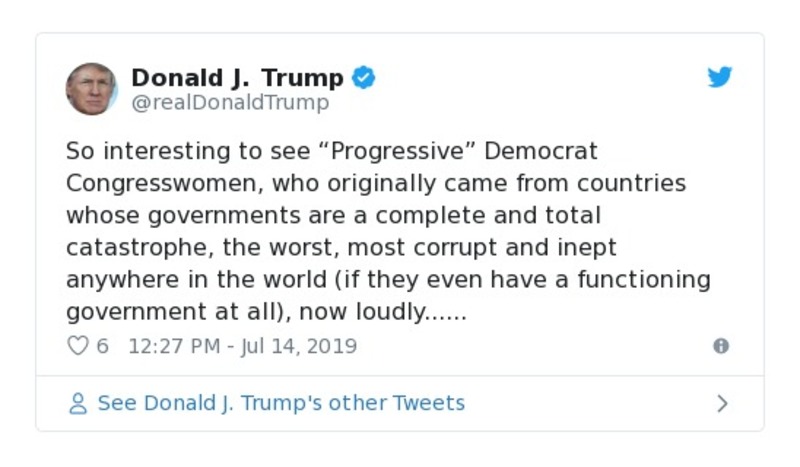 Donald J. Trump
@realDonaldTrump
So interesting to see “Progressive” Democrat
Congresswomen, who originally came from countries
whose governments are a complete and total
catastrophe, the worst, most corrupt and inept
anywhere in the world (if they even have a functioning
government at all), now loudly......
6 12:27 PM - Jul 14, 2019
See Donald J. Trump's other Tweets